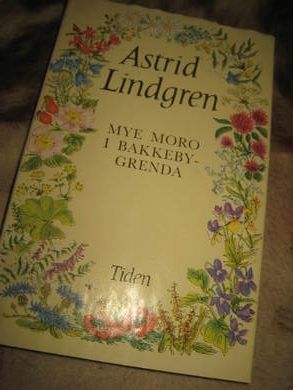 Astrid
Lindgren
MYE MORO
I BAKKEBY-
GRENDA
Tiden